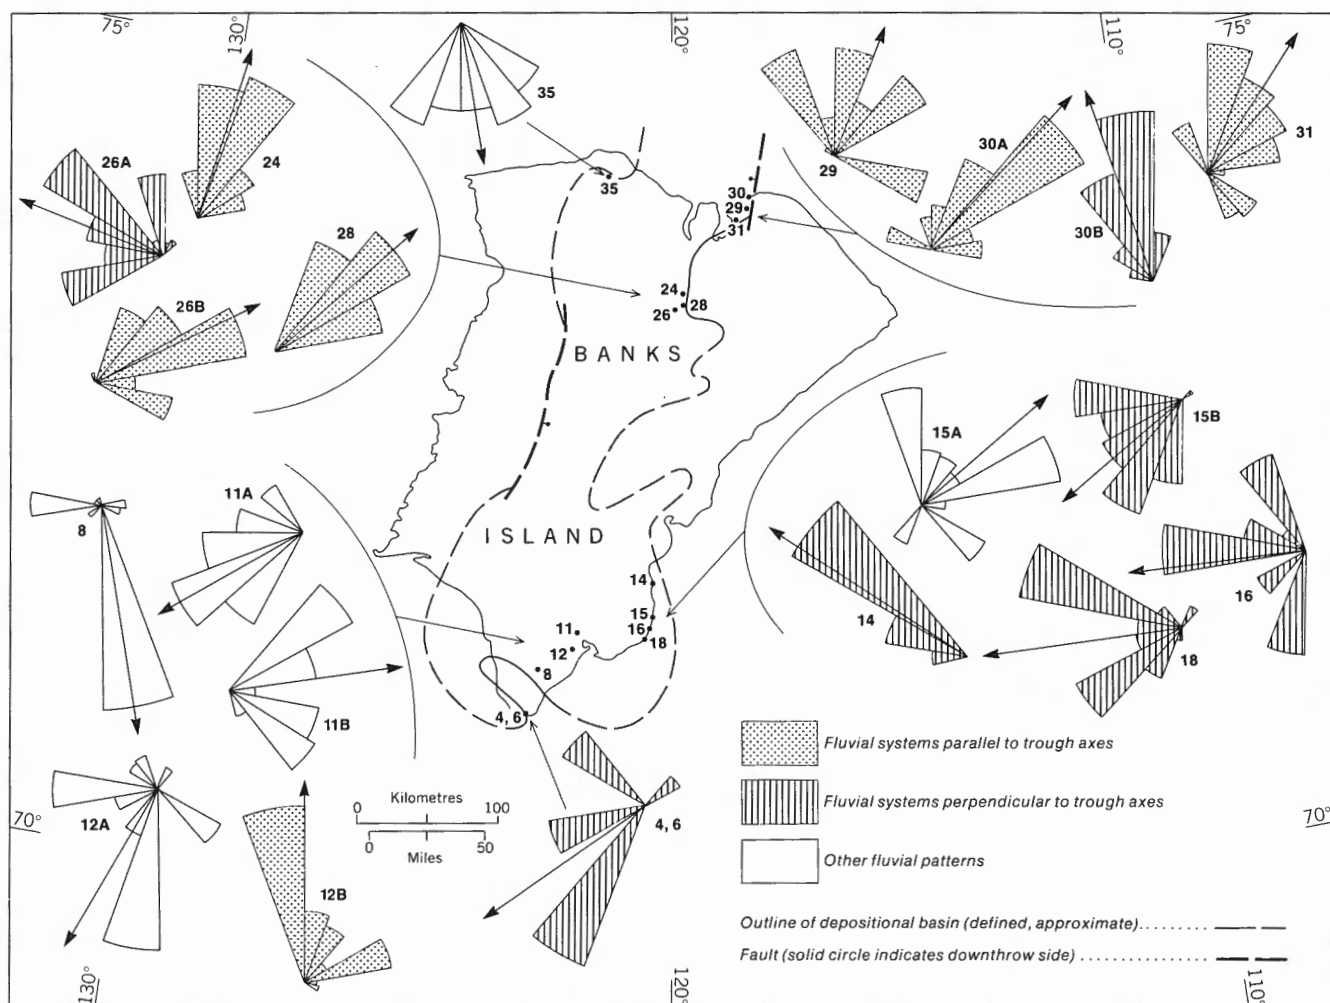 75°
130°
120°
110°
75°
35
24
26A
28
26B
29
30A
30B
31
35
30
29
31
24
28
26
BANKS
ISLAND
15A
15B
14
16
18
8
11A
11B
12A
12B
14
15
16
18
11
12
8
4, 6
4, 6
Kilometres
0 100
0 50
Miles
Fluvial systems parallel to trough axes
Fluvial systems perpendicular to trough axes
Other fluvial patterns
Outline of depositional basin (defined, approximate)........
Fault (solid circle indicates downthrow side) ..............
70°
70°
130°
120°
110°